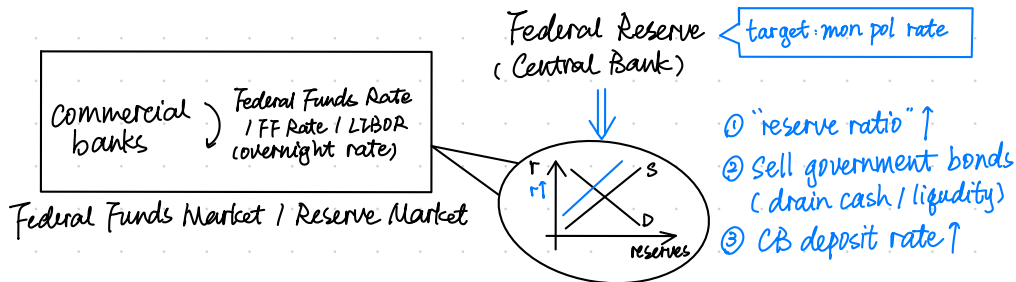 Federal Reserve
(Central Bank)
target: mon pol rate
commercial
banks
Federal Funds Rate
/ FF Rate / LIBOR
(overnight rate)
Federal Funds Market / Reserve Market
r
r↑
S
D
reserves
① "reserve ratio" ↑
② Sell government bonds
(drain cash / liqudity)
③ CB deposit rate ↑